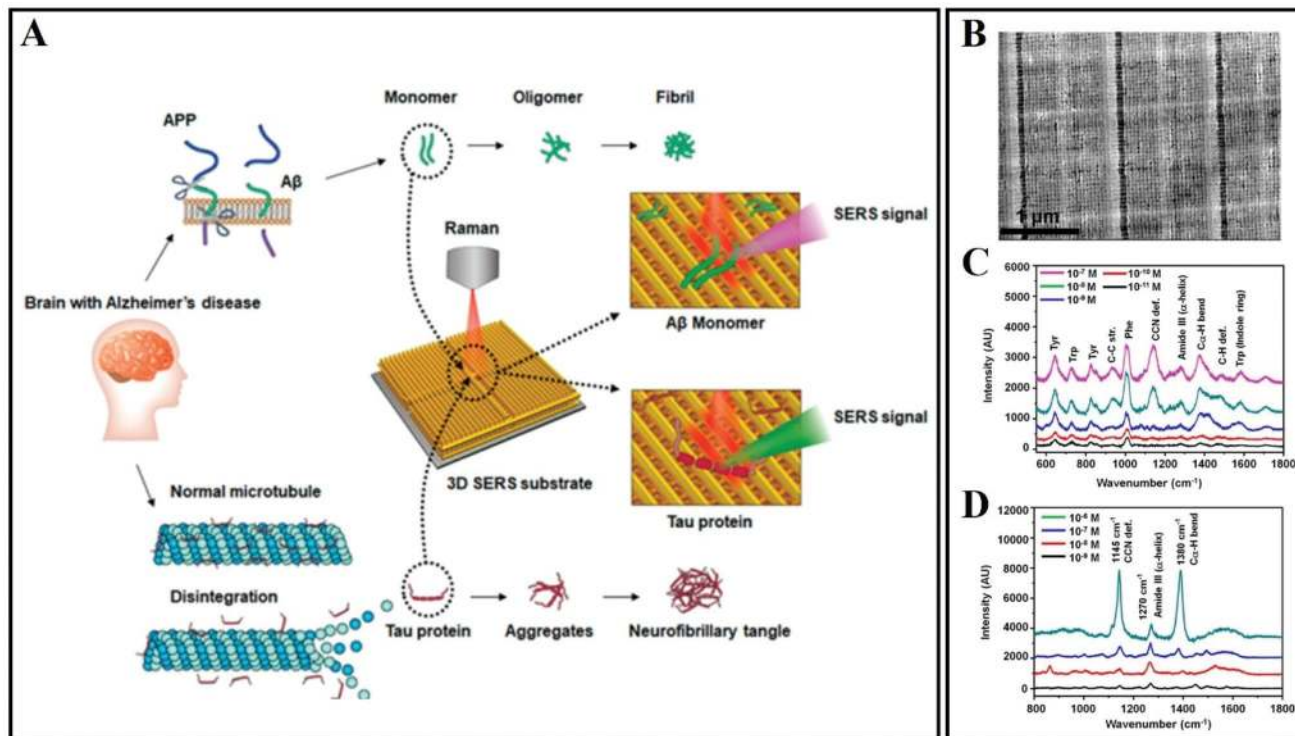 A
Monomer
Oligomer
Fibril
APP
Aβ
Raman
SERS signal
Brain with Alzheimer's disease
Aβ Monomer
SERS signal
3D SERS substrate
Normal microtubule
Tau protein
Disintegration
Tau protein
Aggregates
Neurofibrillary tangle
B
1 μm
C
10⁻⁷ M
10⁻⁸ M
10⁻⁹ M
10⁻¹⁰ M
10⁻¹¹ M
Tyr
Trp
Tyr
C-C str.
Phe
CCN def.
Amide III (α-helix)
Cα-H bend
C-H def.
Trp (Indole ring)
Intensity (AU)
6000
5000
4000
3000
2000
1000
0
600 800 1000 1200 1400 1600 1800
Wavenumber (cm⁻¹)
D
10⁻⁶ M
10⁻⁷ M
10⁻⁸ M
10⁻⁹ M
1145 cm⁻¹
CCN def.
1270 cm⁻¹
Amide III (α-helix)
1380 cm⁻¹
Cα-H bend
Intensity (AU)
12000
10000
8000
6000
4000
2000
0
800 1000 1200 1400 1600 1800
Wavenumber (cm⁻¹)